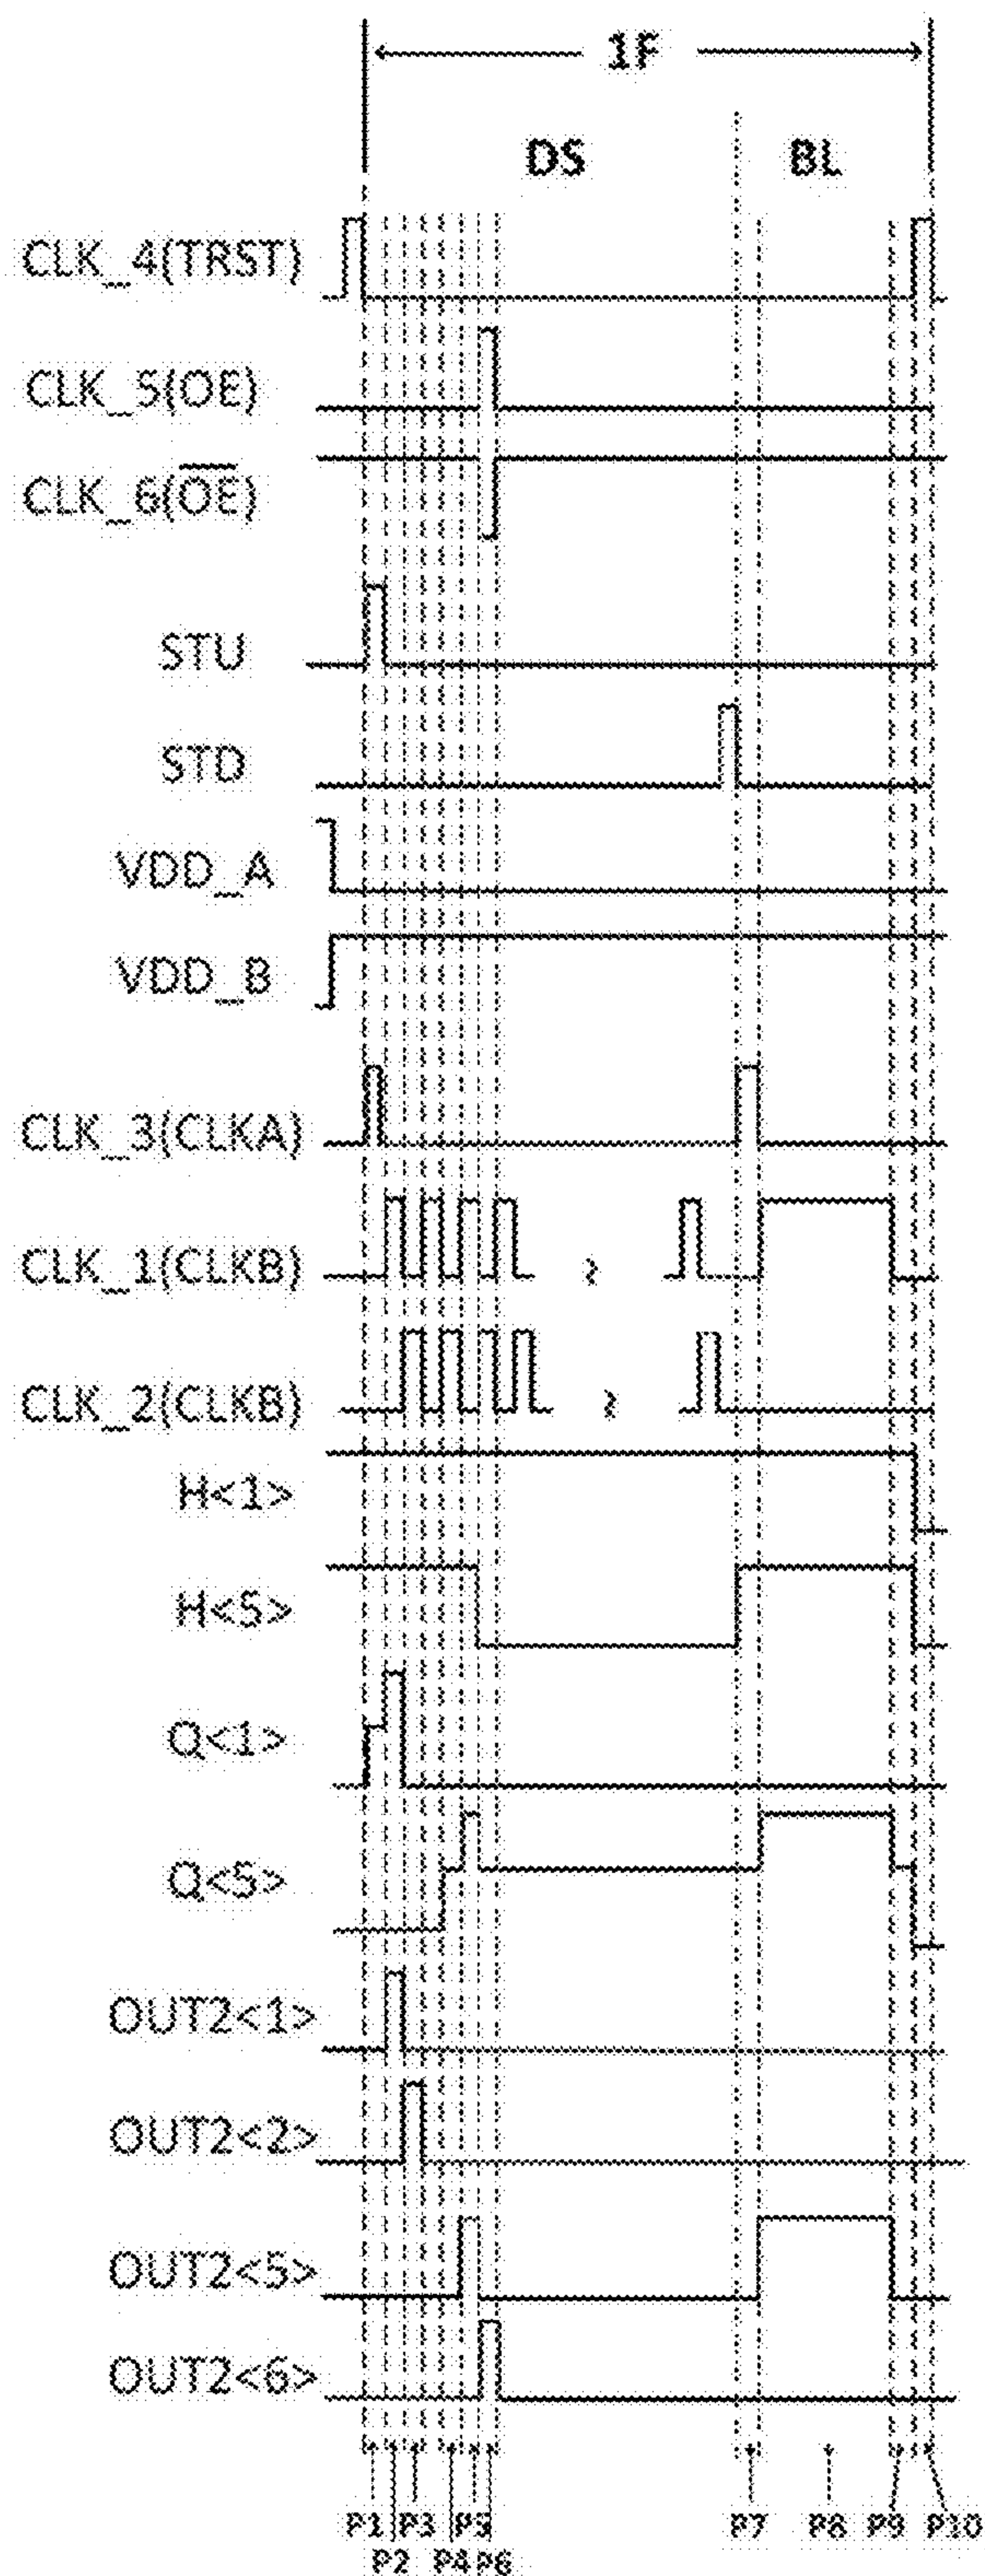 1F
DS BL
CLK_4(TRST)
CLK_5(OE)
CLK_6(O̅E̅)
STU
STD
VDD_A
VDD_B
CLK_3(CLKA)
CLK_1(CLKB)
CLK_2(CLKB)
H<1>
H<5>
Q<1>
Q<5>
OUT2<1>
OUT2<2>
OUT2<5>
OUT2<6>
P1 P3 P5 P7 P8 P9 P10
P2 P4 P6